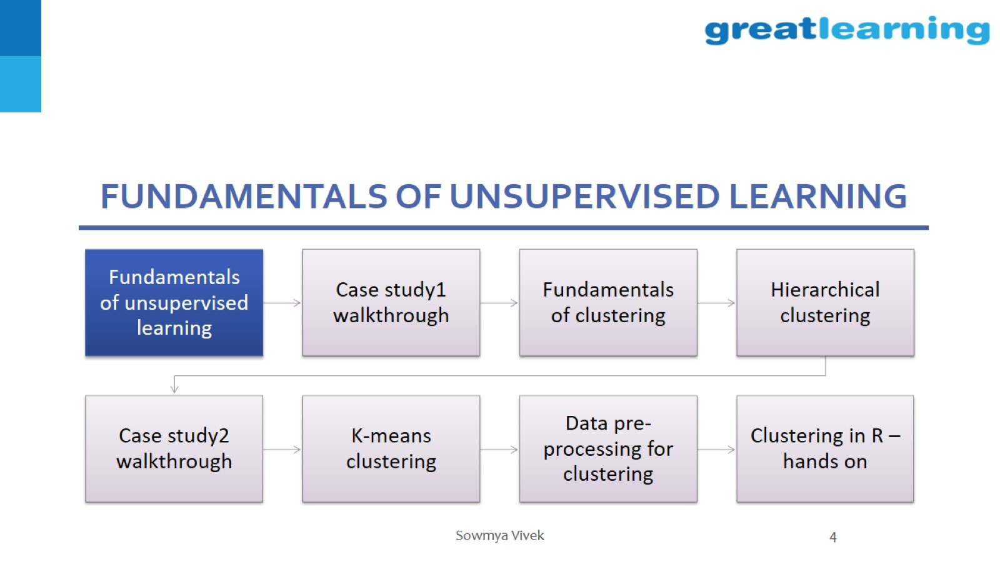 greatlearning
FUNDAMENTALS OF UNSUPERVISED LEARNING
Fundamentals
of unsupervised
learning
Case study1
walkthrough
Fundamentals
of clustering
Hierarchical
clustering
Case study2
walkthrough
K-means
clustering
Data pre-
processing for
clustering
Clustering in R –
hands on
Sowmya Vivek
4